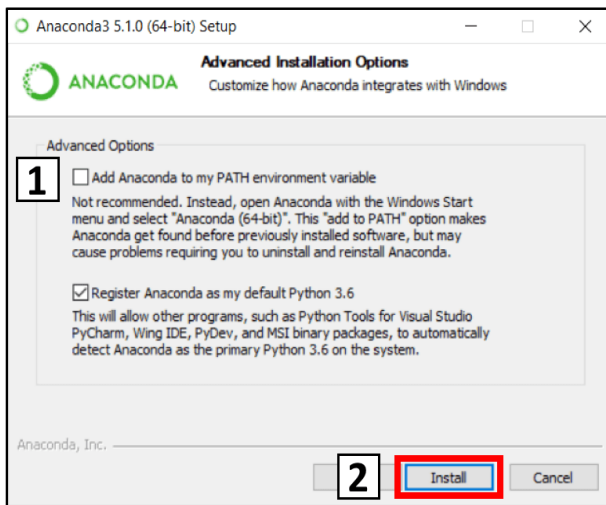 Anaconda3 5.1.0 (64-bit) Setup
ANACONDA
Advanced Installation Options
Customize how Anaconda integrates with Windows
Advanced Options
1
Add Anaconda to my PATH environment variable
Not recommended. Instead, open Anaconda with the Windows Start
menu and select "Anaconda (64-bit)". This "add to PATH" option makes
Anaconda get found before previously installed software, but may
cause problems requiring you to uninstall and reinstall Anaconda.
Register Anaconda as my default Python 3.6
This will allow other programs, such as Python Tools for Visual Studio
PyCharm, Wing IDE, PyDev, and MSI binary packages, to automatically
detect Anaconda as the primary Python 3.6 on the system.
Anaconda, Inc.
2
Install
Cancel